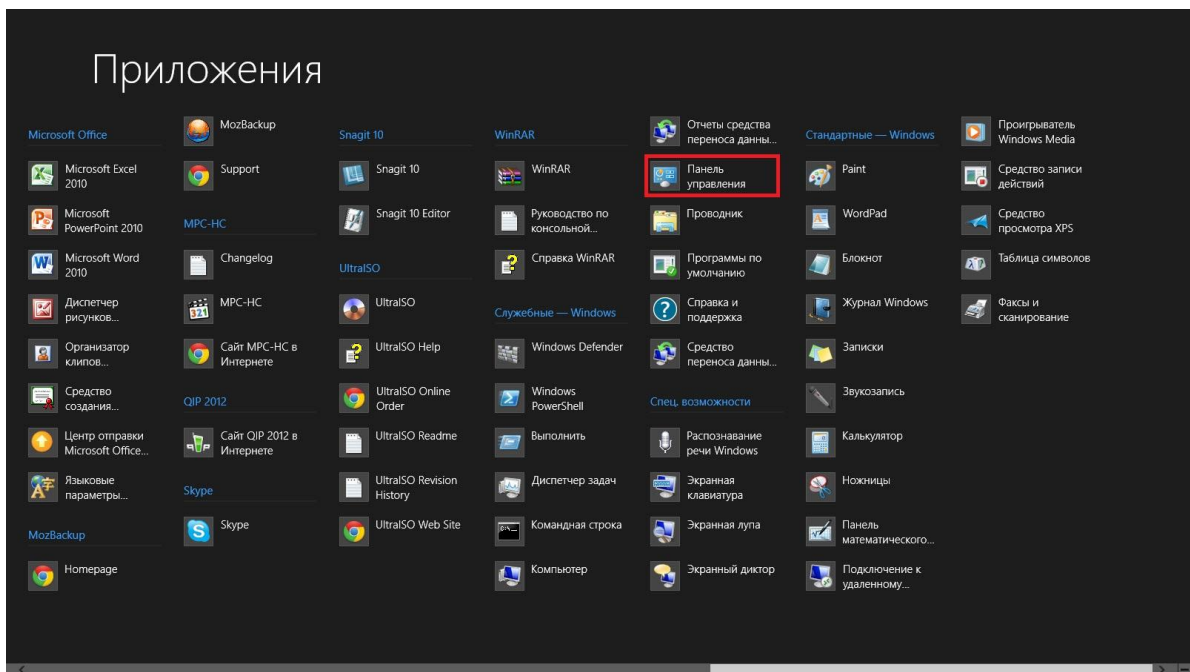 Приложения
Microsoft Office
Microsoft Excel
2010
Microsoft
PowerPoint 2010
Microsoft Word
2010
Диспетчер
рисунков...
Организатор
клипов...
Средство
создания...
Центр отправки
Microsoft Office...
Языковые
параметры...
MozBackup
Homepage
MozBackup
Support
MPC-HC
Changelog
MPC-HC
Сайт MPC-HC в
Интернете
QIP 2012
Сайт QIP 2012 в
Интернете
Skype
Skype
Snagit 10
Snagit 10
Snagit 10 Editor
UltraISO
UltraISO
UltraISO Help
UltraISO Online
Order
UltraISO Readme
UltraISO Revision
History
UltraISO Web Site
WinRAR
WinRAR
Руководство по
консольной...
Справка WinRAR
Служебные — Windows
Windows Defender
Windows
PowerShell
Выполнить
Диспетчер задач
Командная строка
Компьютер
Отчеты средства
переноса данны...
Панель
управления
Проводник
Программы по
умолчанию
Справка и
поддержка
Средство
переноса данны...
Спец. возможности
Распознавание
речи Windows
Экранная
клавиатура
Экранная лупа
Экранный диктор
Стандартные — Windows
Paint
WordPad
Блокнот
Журнал Windows
Записки
Звукозапись
Калькулятор
Ножницы
Панель
математического...
Подключение к
удаленному...
Проигрыватель
Windows Media
Средство записи
действий
Средство
просмотра XPS
Таблица символов
Факсы и
сканирование